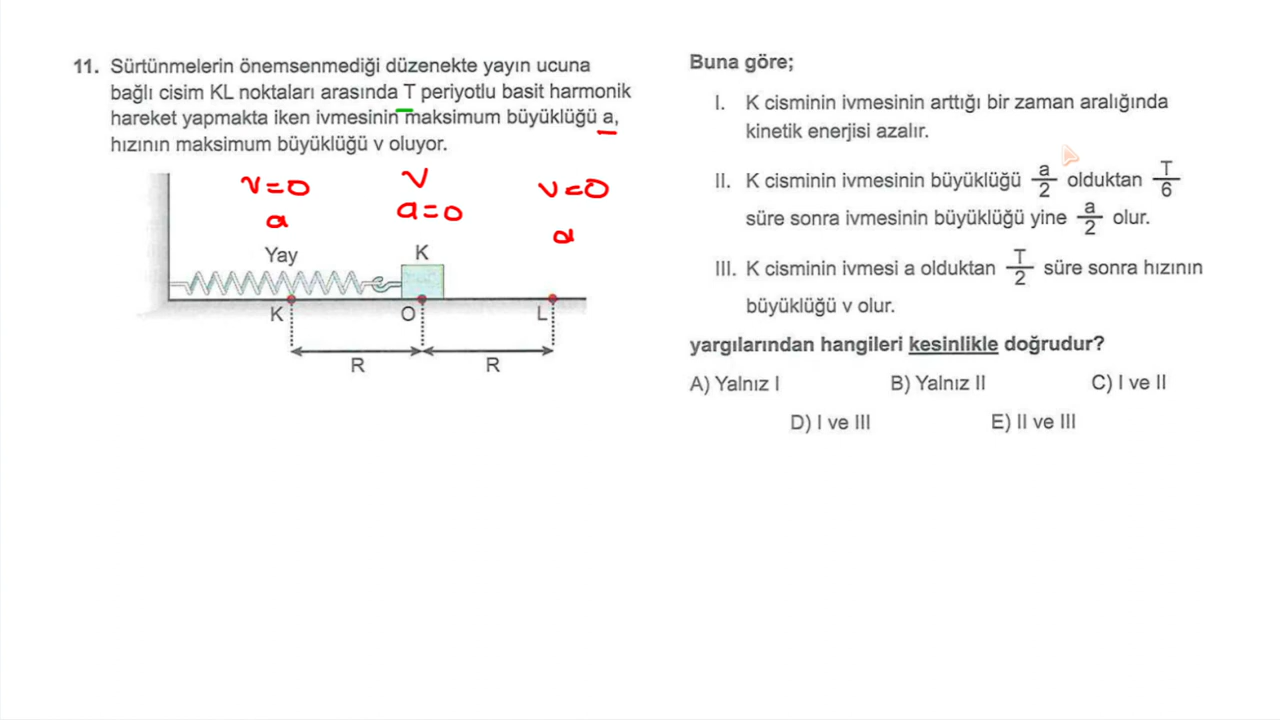 11. Sürtünmelerin önemsenmediği düzenekte yayın ucuna
bağlı cisim KL noktaları arasında T periyotlu basit harmonik
hareket yapmakta iken ivmesinin maksimum büyüklüğü a,
hızının maksimum büyüklüğü v oluyor.
v=0 v v=0
a a=0 a
Yay K
K O L
R R
Buna göre;
I. K cisminin ivmesinin arttığı bir zaman aralığında
kinetik enerjisi azalır.
II. K cisminin ivmesinin büyüklüğü a/2 olduktan T/6
süre sonra ivmesinin büyüklüğü yine a/2 olur.
III. K cisminin ivmesi a olduktan T/2 süre sonra hızının
büyüklüğü v olur.
yargılarından hangileri kesinlikle doğrudur?
A) Yalnız I B) Yalnız II C) I ve II
D) I ve III E) II ve III